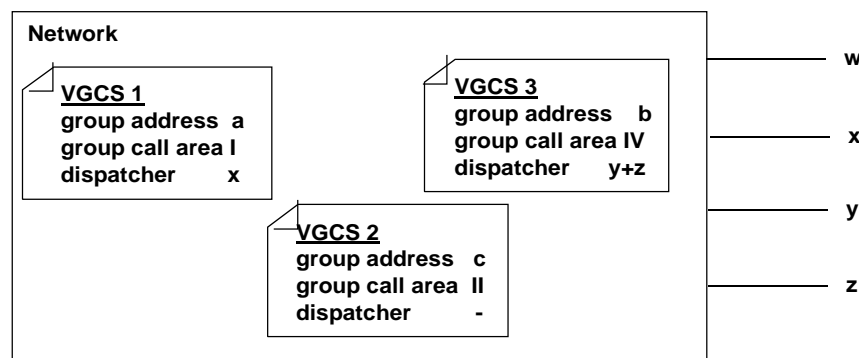 Network
VGCS 1
group address a
group call area I
dispatcher x
VGCS 3
group address b
group call area IV
dispatcher y+z
VGCS 2
group address c
group call area II
dispatcher -
w
x
y
z